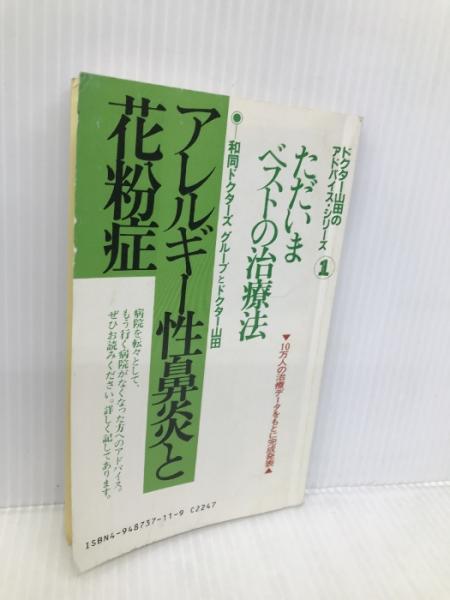 ドクター山田の
アドバイス・シリーズ①
ただいま
ベストの治療法
▼10万人の治療データをもとに完成発表▲
◉—和同ドクターズ グループとドクター山田
アレルギー性鼻炎と
花粉症
病院を転々として、
もう行く病院がなくなった方へのアドバイス。
ぜひお読みください。詳しく記してあります。
ISBN4-948737-11-9 C2247